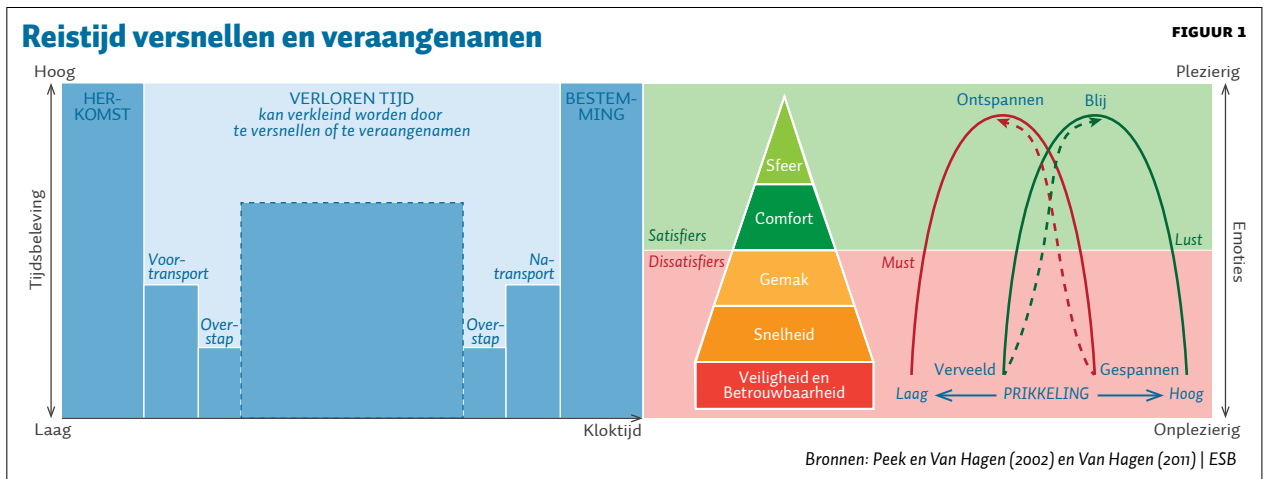 Reistijd versnellen en veraangenamen
FIGUUR 1
Hoog
Plezierig
HER-
KOMST
VERLOREN TIJD
kan verkleind worden door
te versnellen of te veraangenamen
BESTEM-
MING
Tijdsbeleving
Voor-
transport
Over-
stap
Na-
transport
Over-
stap
Laag
Kloktijd
Sfeer
Comfort
Gemak
Snelheid
Veiligheid en
Betrouwbaarheid
Satisfiers
Dissatisfiers
Ontspannen
Blij
Must
Lust
Verveeld
Gespannen
Laag
PRIKKELING
Hoog
Emoties
Onplezierig
Bronnen: Peek en Van Hagen (2002) en Van Hagen (2011) | ESB